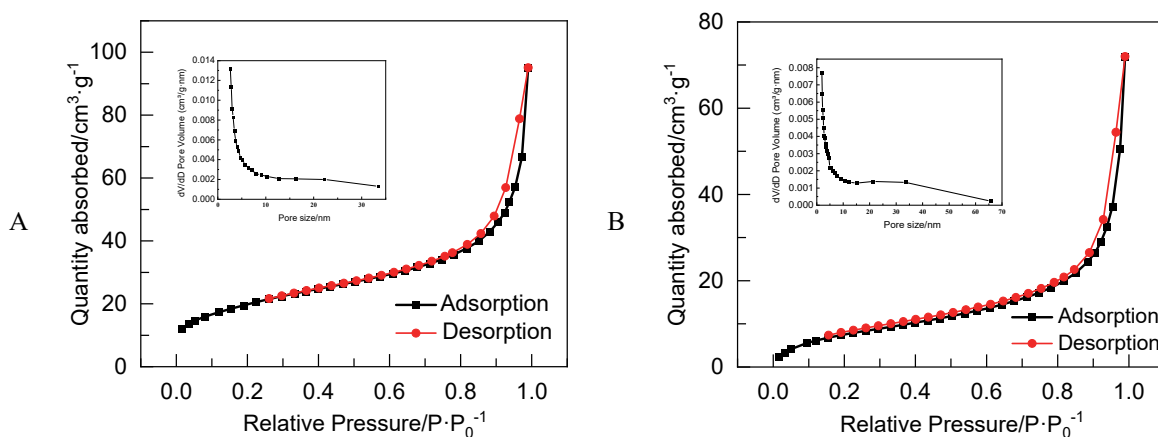 A
Quantity absorbed/cm³·g⁻¹
100
80
60
40
20
0
0.0 0.2 0.4 0.6 0.8 1.0
Relative Pressure/P·P₀⁻¹
Adsorption
Desorption
dV/dD Pore Volume (cm³/g·nm)
0.014
0.012
0.010
0.008
0.006
0.004
0.002
0.000
0 10 20 30
Pore size/nm
B
Quantity absorbed/cm³·g⁻¹
80
60
40
20
0
0.0 0.2 0.4 0.6 0.8 1.0
Relative Pressure/P·P₀⁻¹
Adsorption
Desorption
dV/dD Pore Volume (cm³/g·nm)
0.008
0.007
0.006
0.005
0.004
0.003
0.002
0.001
0.000
0 10 20 30 40 50 60 70
Pore size/nm